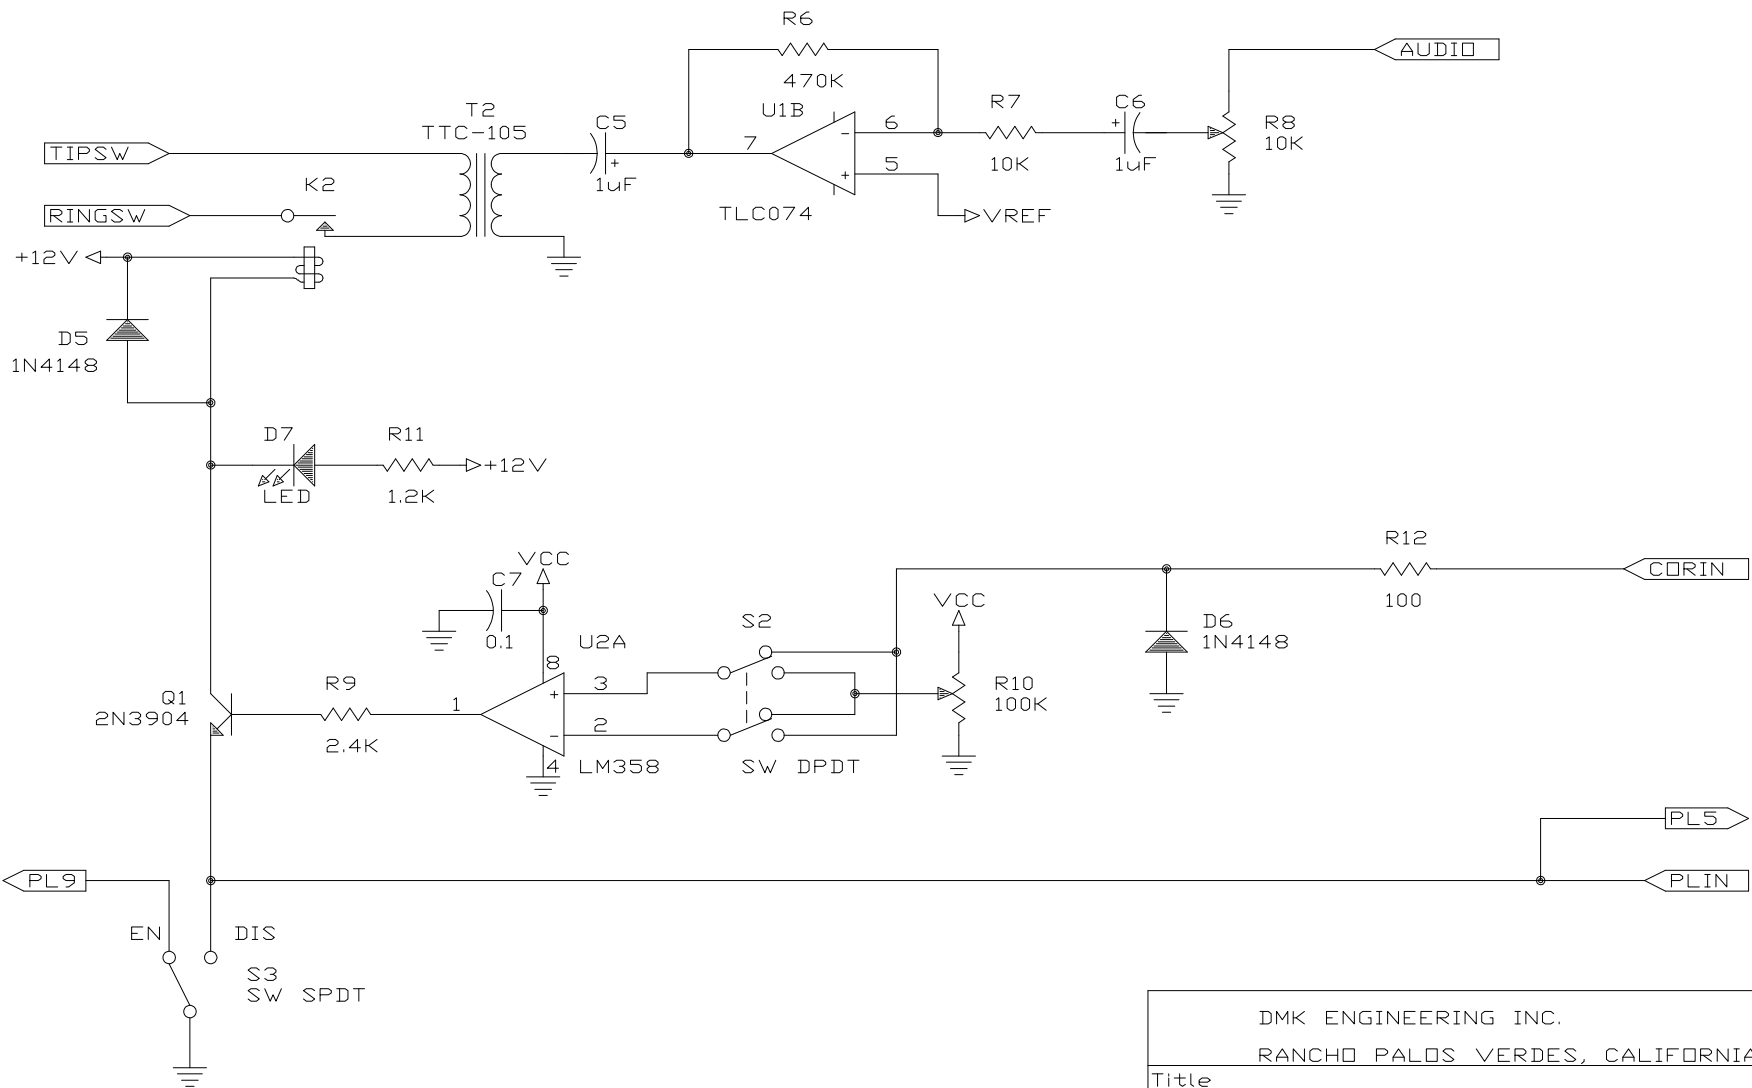 R6
470K
AUDIO
T2
TTC-105
C5
1uF
+
U1B
7
6
5
-
+
TLC074
R7
10K
C6
+
1uF
R8
10K
VREF
TIPSW
K2
RINGSW
+12V
D5
1N4148
D7
LED
R11
1.2K
+12V
R12
100
CORIN
VCC
C7
0.1
U2A
8
3
1
2
4
+
-
LM358
S2
SW DPDT
VCC
R10
100K
D6
1N4148
Q1
2N3904
R9
2.4K
PL5
PL9
PLIN
EN
DIS
S3
SW SPDT
DMK ENGINEERING INC.
RANCHO PALOS VERDES, CALIFORNIA
Title